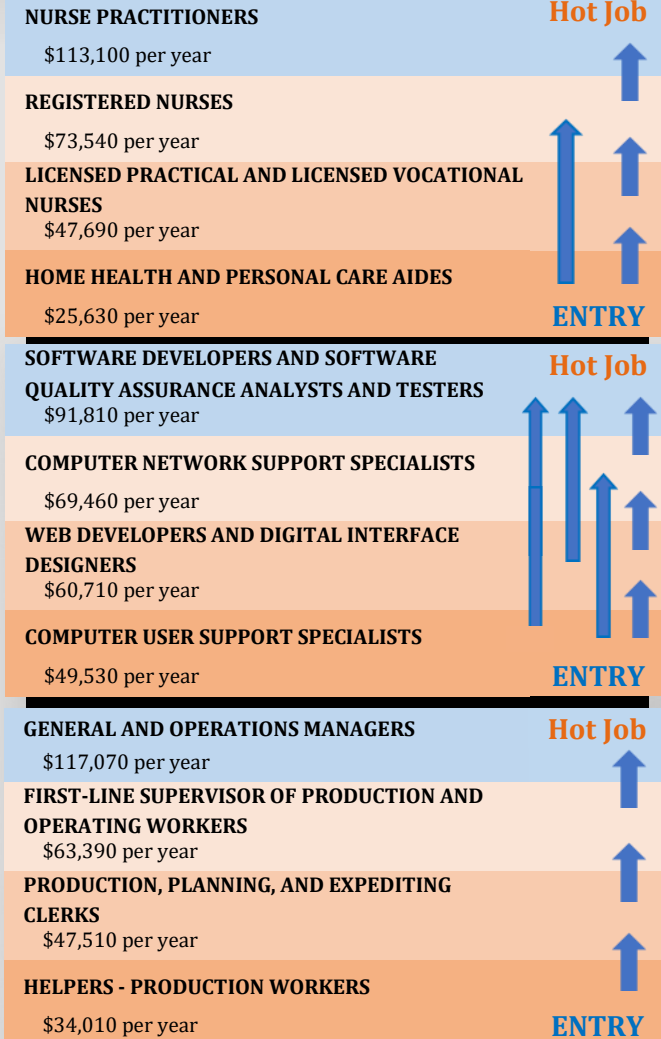 NURSE PRACTITIONERS
Hot Job
$113,100 per year
REGISTERED NURSES
$73,540 per year
LICENSED PRACTICAL AND LICENSED VOCATIONAL
NURSES
$47,690 per year
HOME HEALTH AND PERSONAL CARE AIDES
$25,630 per year
ENTRY
SOFTWARE DEVELOPERS AND SOFTWARE
Hot Job
QUALITY ASSURANCE ANALYSTS AND TESTERS
$91,810 per year
COMPUTER NETWORK SUPPORT SPECIALISTS
$69,460 per year
WEB DEVELOPERS AND DIGITAL INTERFACE
DESIGNERS
$60,710 per year
COMPUTER USER SUPPORT SPECIALISTS
$49,530 per year
ENTRY
GENERAL AND OPERATIONS MANAGERS
Hot Job
$117,070 per year
FIRST-LINE SUPERVISOR OF PRODUCTION AND
OPERATING WORKERS
$63,390 per year
PRODUCTION, PLANNING, AND EXPEDITING
CLERKS
$47,510 per year
HELPERS - PRODUCTION WORKERS
$34,010 per year
ENTRY